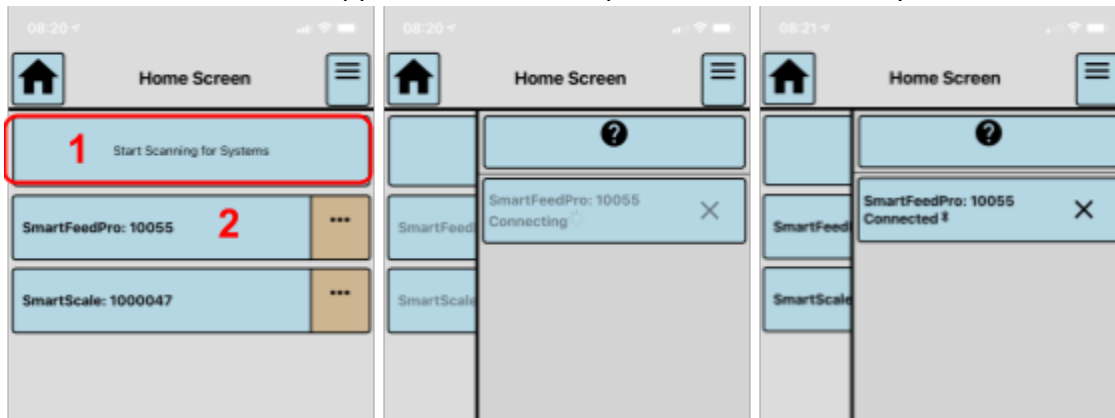 08:20
Home Screen
1
Start Scanning for Systems
SmartFeedPro: 10055
2
...
SmartScale: 1000047
...
08:20
Home Screen
?
SmartFeedPro: 10055
Connecting
SmartFeed
SmartScale
08:21
Home Screen
?
SmartFeedPro: 10055
Connected
SmartFeed
SmartScale